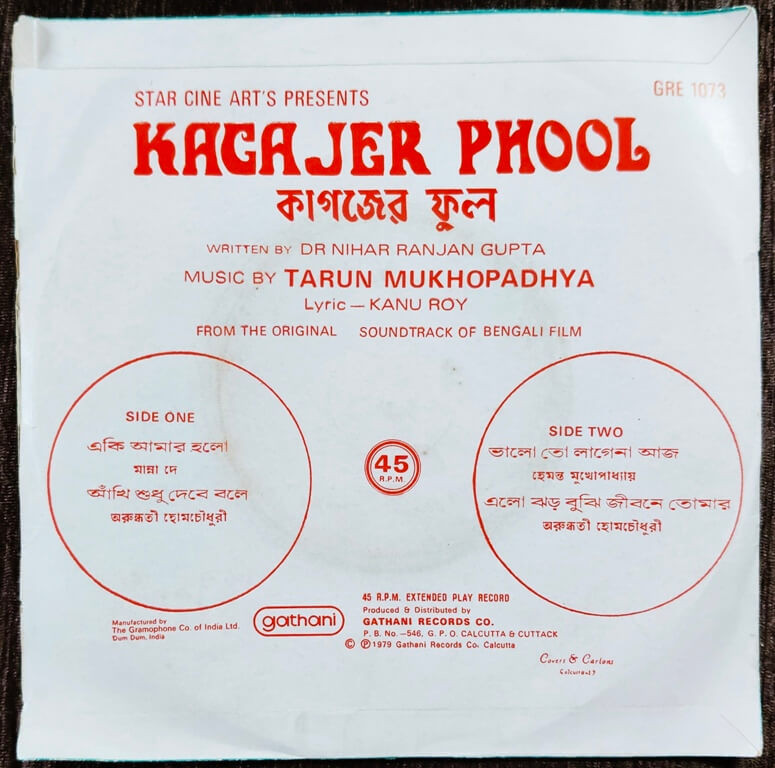 STAR CINE ART'S PRESENTS
GRE 1073
KAGAJER PHOOL
কাগজের ফুল
WRITTEN BY DR NIHAR RANJAN GUPTA
MUSIC BY TARUN MUKHOPADHYA
Lyric — KANU ROY
FROM THE ORIGINAL SOUNDTRACK OF BENGALI FILM
SIDE ONE
একি আমার হলো
মান্না দে
আঁখি শুধু দেবে বলে
অরুন্ধতী হোমচৌধুরী
45
R.P.M.
SIDE TWO
ভালো তো লাগেনা আজ
হেমন্ত মুখোপাধ্যায়
এলো ঝড় বুঝি জীবনে তোমার
অরুন্ধতী হোমচৌধুরী
Manufactured by
The Gramophone Co. of India Ltd.
Dum Dum, India
gathani
45 R.P.M. EXTENDED PLAY RECORD
Produced & Distributed by
GATHANI RECORDS CO.
P. B. No.—546, G. P. O. CALCUTTA & CUTTACK
© ℗ 1979 Gathani Records Co. Calcutta
Covers & Cartons
Calcutta-17